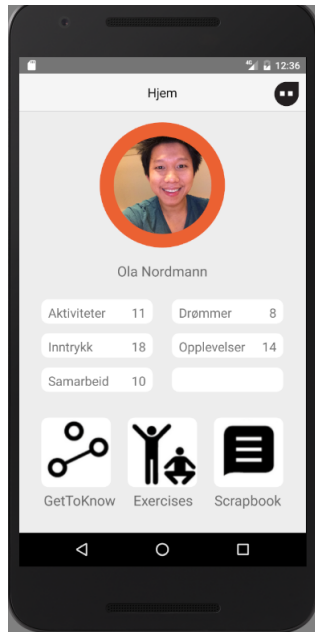 12:36
Hjem
Ola Nordmann
Aktiviteter 11 Drømmer 8
Inntrykk 18 Opplevelser 14
Samarbeid 10
GetToKnow Exercises Scrapbook